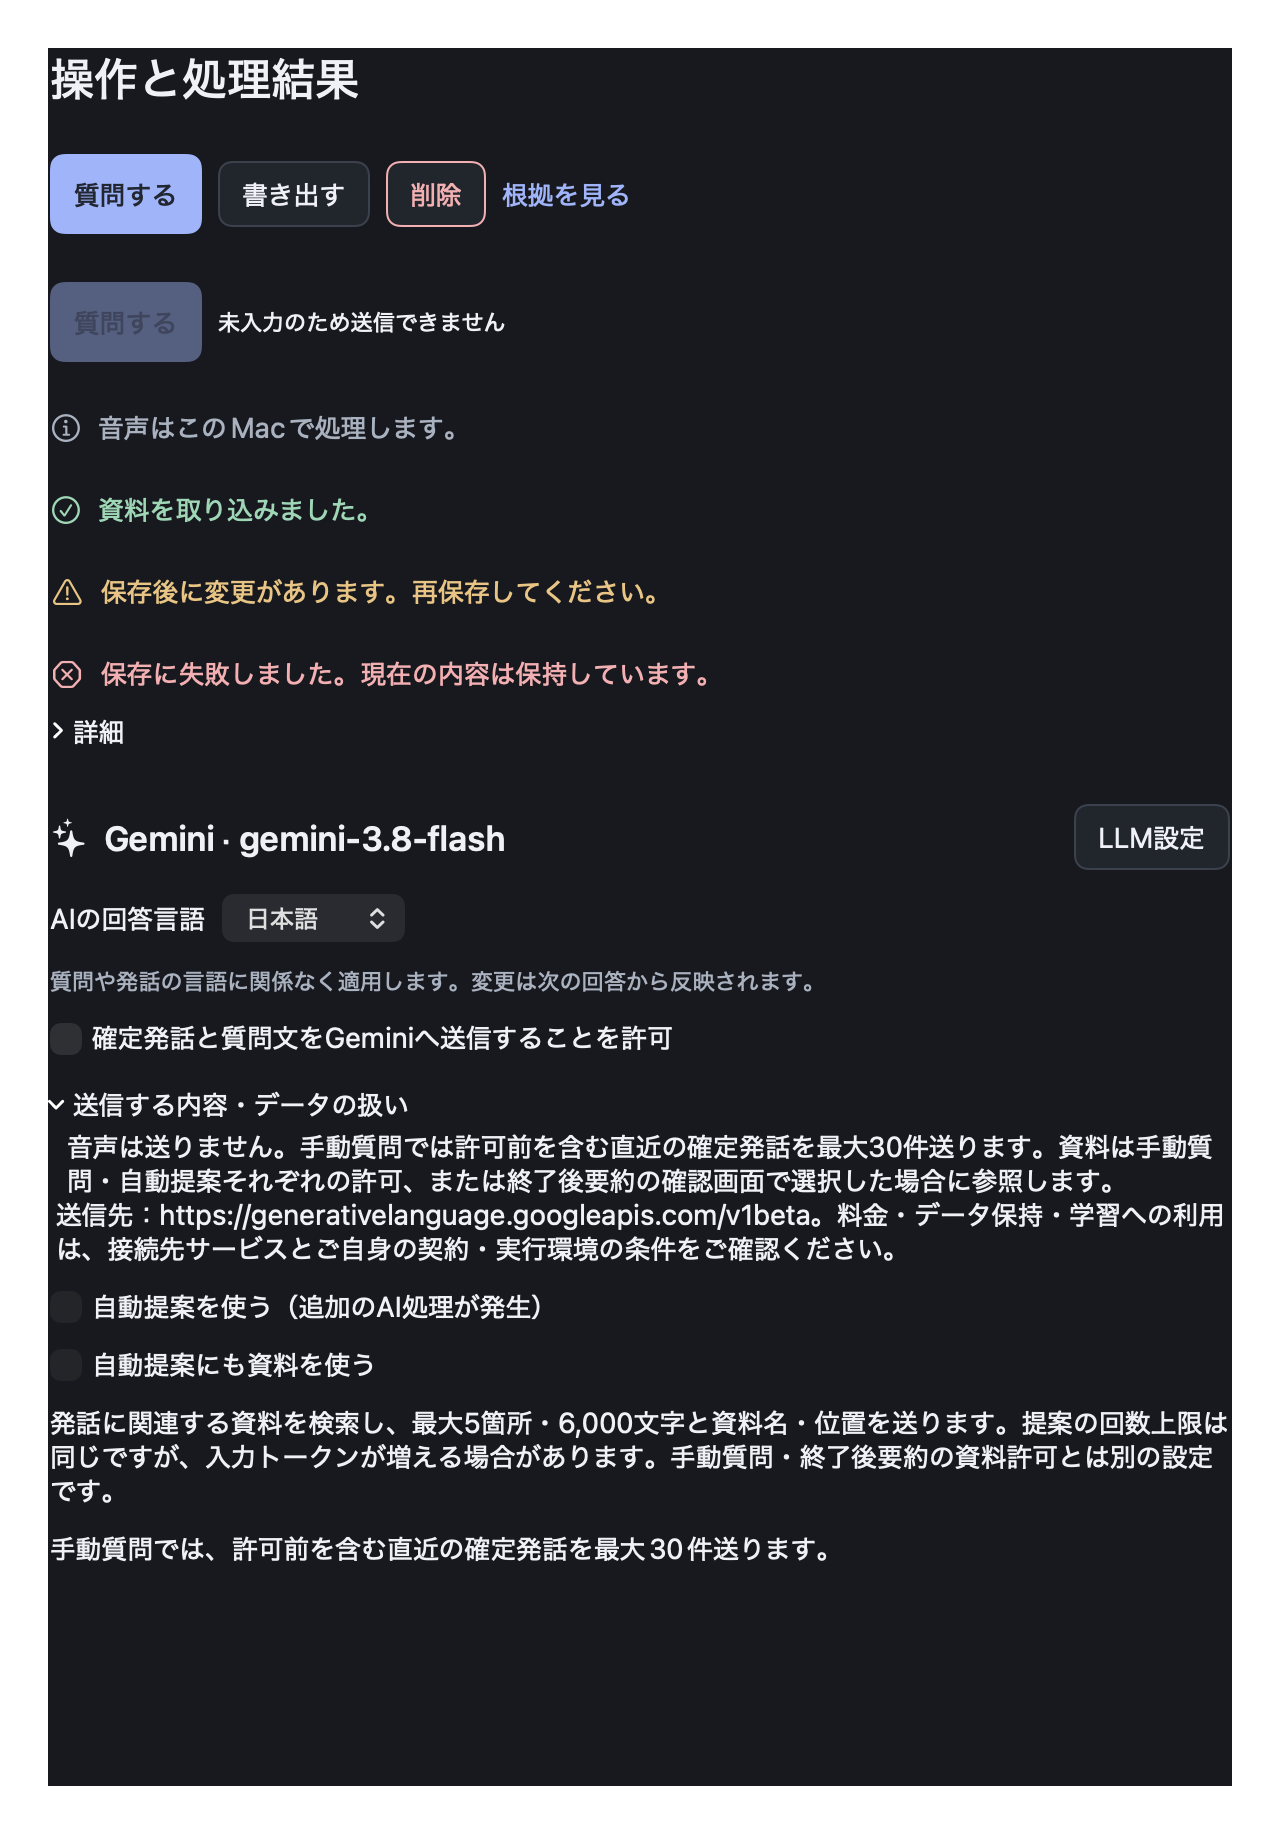 操作と処理結果
質問する 書き出す 削除 根拠を見る
質問する 未入力のため送信できません
音声はこのMacで処理します。
資料を取り込みました。
保存後に変更があります。再保存してください。
保存に失敗しました。現在の内容は保持しています。
詳細
Gemini · gemini-3.8-flash LLM設定
AIの回答言語 日本語
質問や発話の言語に関係なく適用します。変更は次の回答から反映されます。
確定発話と質問文をGeminiへ送信することを許可
送信する内容・データの扱い
音声は送りません。手動質問では許可前を含む直近の確定発話を最大30件送ります。資料は手動質
問・自動提案それぞれの許可、または終了後要約の確認画面で選択した場合に参照します。
送信先：https://generativelanguage.googleapis.com/v1beta。料金・データ保持・学習への利用
は、接続先サービスとご自身の契約・実行環境の条件をご確認ください。
自動提案を使う（追加のAI処理が発生）
自動提案にも資料を使う
発話に関連する資料を検索し、最大5箇所・6,000文字と資料名・位置を送ります。提案の回数上限は
同じですが、入力トークンが増える場合があります。手動質問・終了後要約の資料許可とは別の設定
です。
手動質問では、許可前を含む直近の確定発話を最大30件送ります。